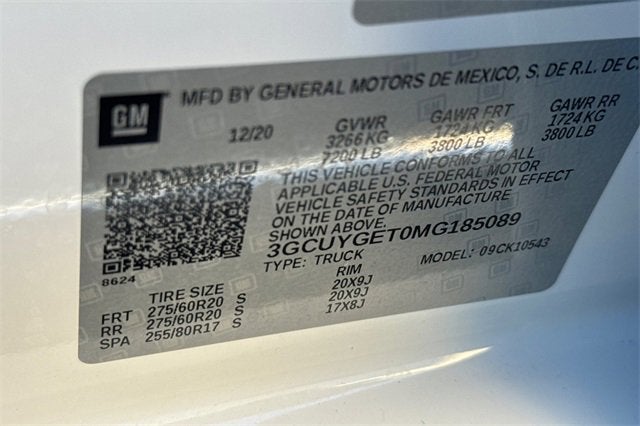 MFD BY GENERAL MOTORS DE MEXICO, S. DE R.L. DE C.
GM
12/20 GVWR GAWR FRT GAWR RR
3266 KG 1724 KG 1724 KG
7200 LB 3800 LB 3800 LB
THIS VEHICLE CONFORMS TO ALL
APPLICABLE U.S. FEDERAL MOTOR
VEHICLE SAFETY STANDARDS IN EFFECT
ON THE DATE OF MANUFACTURE
SHOWN ABOVE.
3GCUYGET0MG185089
TYPE: TRUCK MODEL: 09CK10543
8624
TIRE SIZE RIM
FRT 275/60R20 S 20X9J
RR 275/60R20 S 20X9J
SPA 255/80R17 S 17X8J